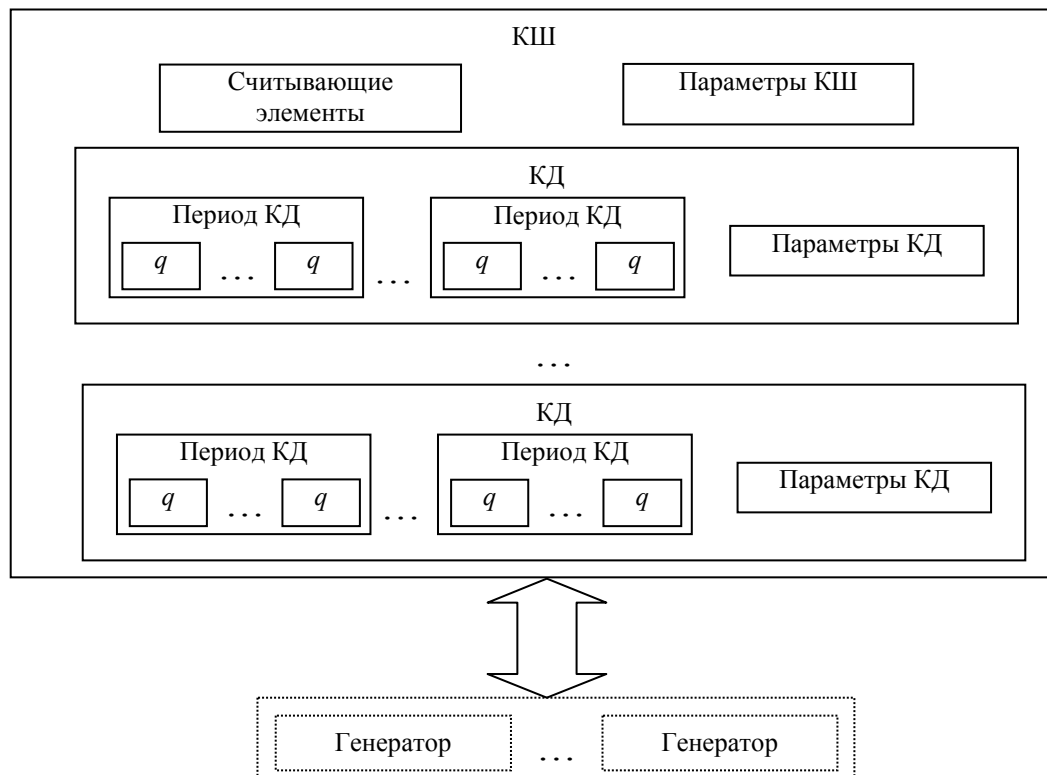 КШ
Считывающие
элементы
Параметры КШ
КД
Период КД
Период КД
q … q … q … q
Параметры КД
…
КД
Период КД
Период КД
q … q … q … q
Параметры КД
Генератор … Генератор